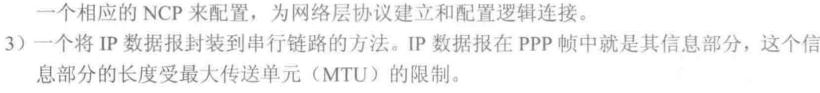 一个相应的 NCP 来配置，为网络层协议建立和配置逻辑连接。
3）一个将 IP 数据报封装到串行链路的方法。IP 数据报在 PPP 帧中就是其信息部分，这个信
息部分的长度受最大传送单元（MTU）的限制。